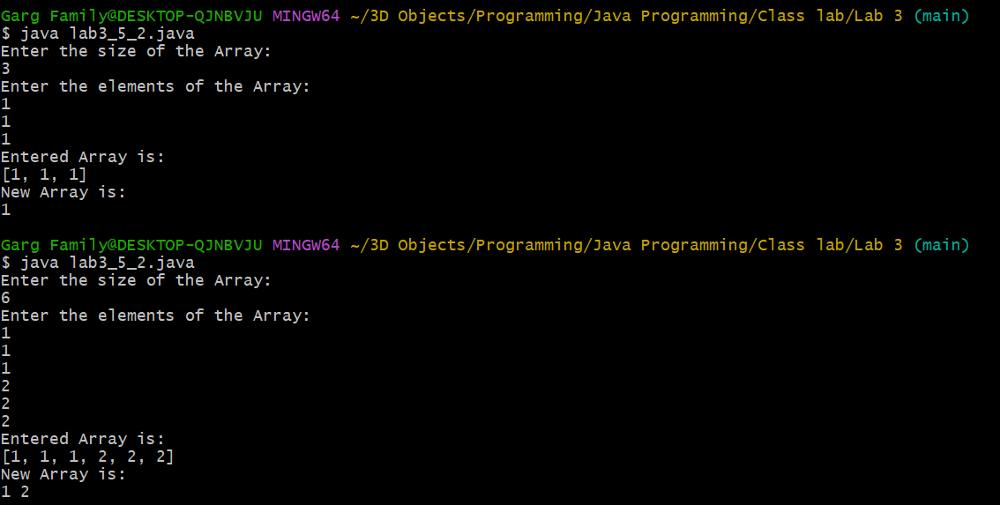 Garg Family@DESKTOP-QJNBVJU MINGW64 ~/3D Objects/Programming/Java Programming/Class lab/Lab 3 (main)
$ java lab3_5_2.java
Enter the size of the Array:
3
Enter the elements of the Array:
1
1
1
Entered Array is:
[1, 1, 1]
New Array is:
1
Garg Family@DESKTOP-QJNBVJU MINGW64 ~/3D Objects/Programming/Java Programming/Class lab/Lab 3 (main)
$ java lab3_5_2.java
Enter the size of the Array:
6
Enter the elements of the Array:
1
1
1
2
2
2
Entered Array is:
[1, 1, 1, 2, 2, 2]
New Array is:
1 2